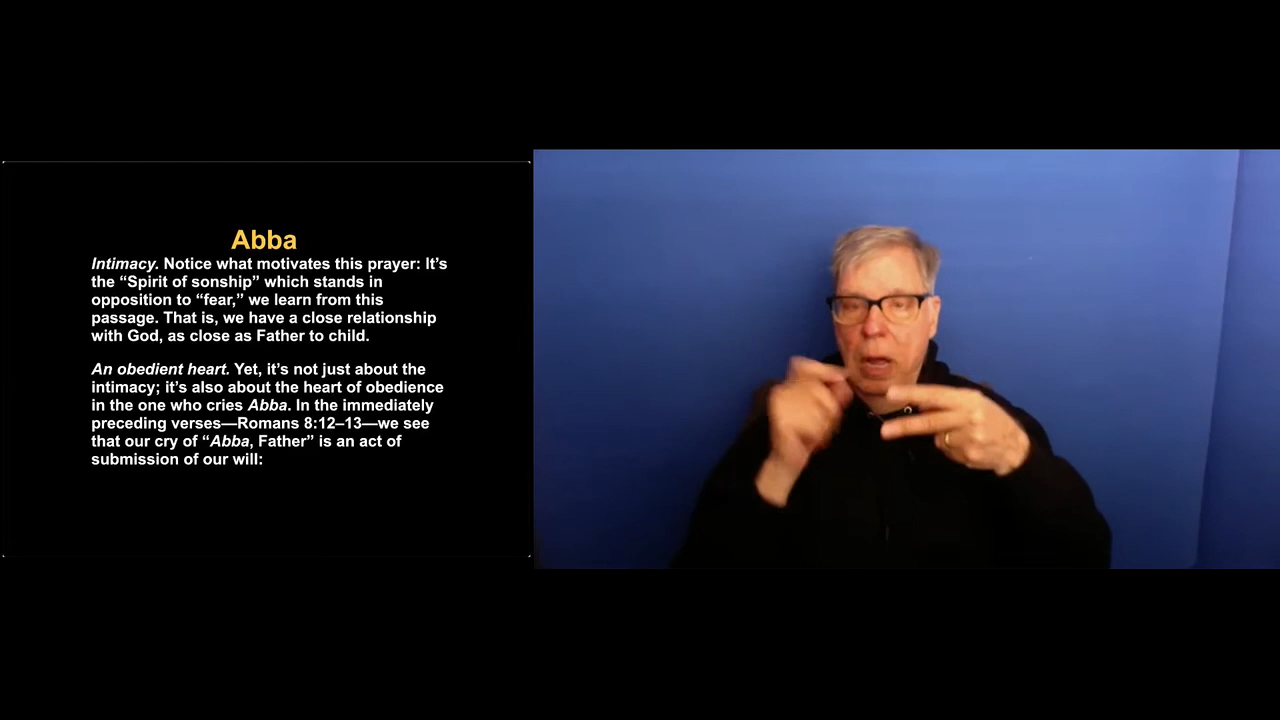 Abba
Intimacy. Notice what motivates this prayer: It’s
the “Spirit of sonship” which stands in
opposition to “fear,” we learn from this
passage. That is, we have a close relationship
with God, as close as Father to child.
An obedient heart. Yet, it’s not just about the
intimacy; it’s also about the heart of obedience
in the one who cries Abba. In the immediately
preceding verses—Romans 8:12–13—we see
that our cry of “Abba, Father” is an act of
submission of our will: